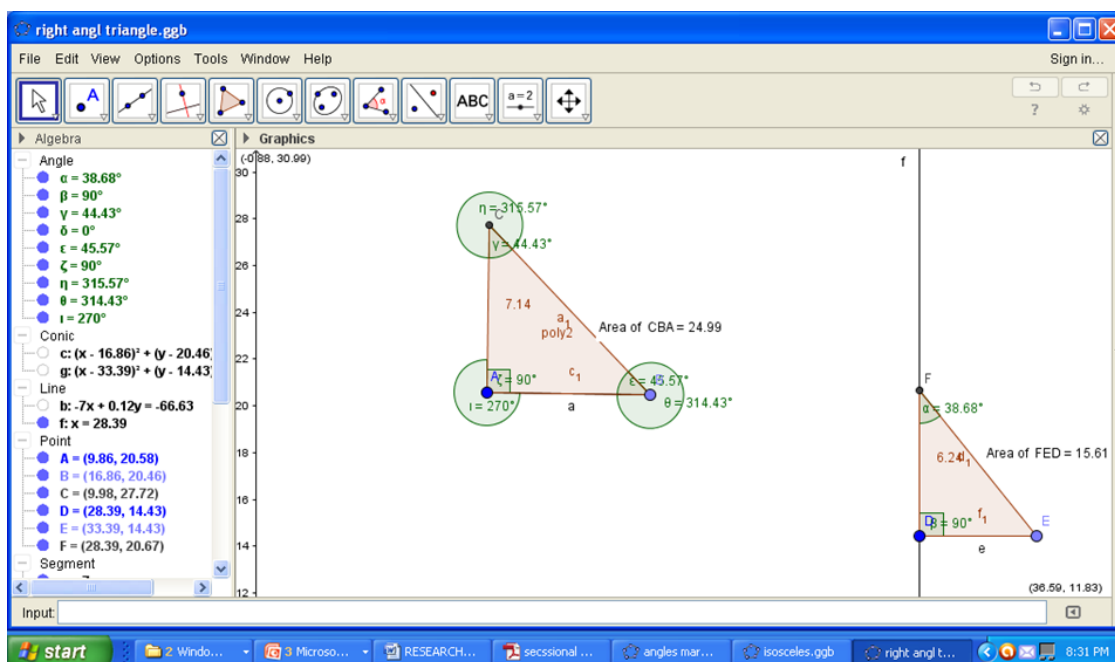 right angl triangle.ggb
File Edit View Options Tools Window Help Sign in...
A ABC a=2
Algebra
Graphics
Angle
α = 38.68°
β = 90°
γ = 44.43°
δ = 0°
ε = 45.57°
ζ = 90°
η = 315.57°
θ = 314.43°
ι = 270°
Conic
c: (x - 16.86)² + (y - 20.46)
g: (x - 33.39)² + (y - 14.43)
Line
b: -7x + 0.12y = -66.63
f: x = 28.39
Point
A = (9.86, 20.58)
B = (16.86, 20.46)
C = (9.98, 27.72)
D = (28.39, 14.43)
E = (33.39, 14.43)
F = (28.39, 20.67)
Segment
(-0.88, 30.99)
30
28
26
24
22
20
18
16
14
12
η = 315.57°
C
γ = 44.43°
7.14
a₁
poly2
Area of CBA = 24.99
c₁
A
ζ = 90°
ε = 45.57°
ι = 270°
θ = 314.43°
a
f
F
α = 38.68°
6.24
d₁
Area of FED = 15.61
f₁
D
β = 90°
E
e
(36.59, 11.83)
Input:
start
2 Windo...
3 Microso...
RESEARCH...
secssional ...
angles mar...
isosceles.ggb
right angl t...
8:31 PM